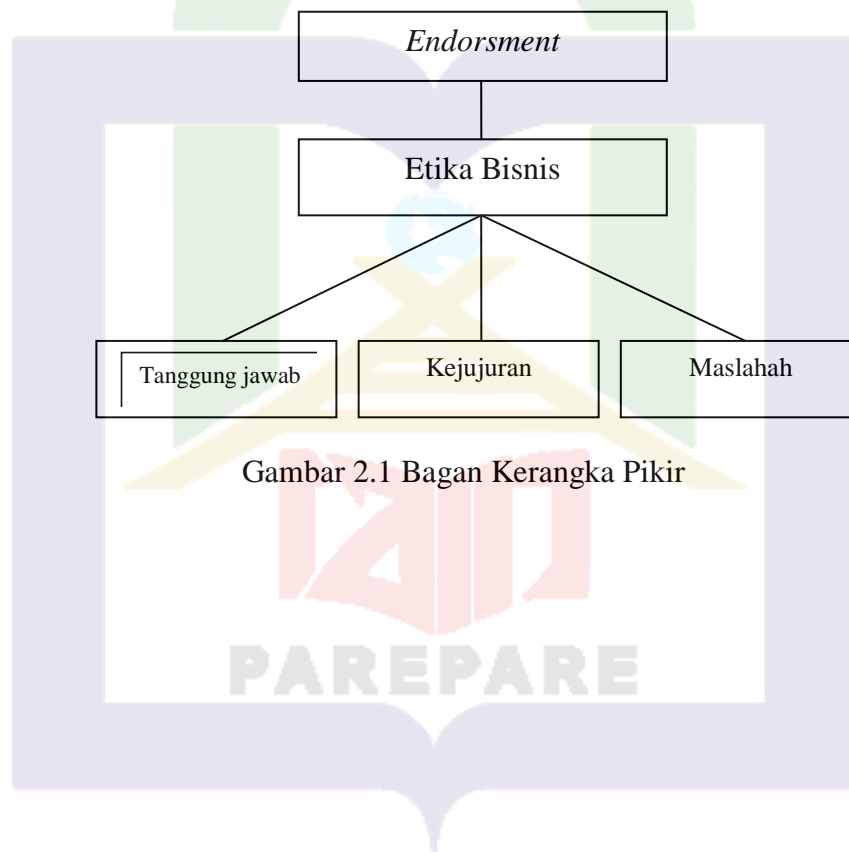 Endorsment
Etika Bisnis
Tanggung jawab
Kejujuran
Maslahah
Gambar 2.1 Bagan Kerangka Pikir
PAREPARE